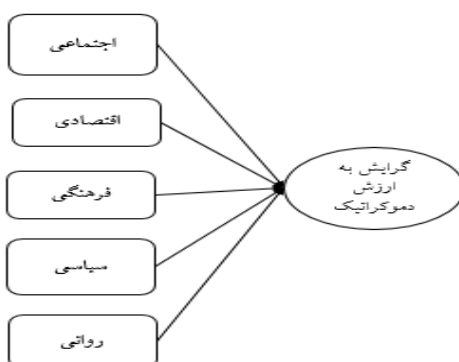 اجتماعی
اقتصادی
فرهنگی
سیاسی
روانی
گرایش به
ارزش
دموکراتیک